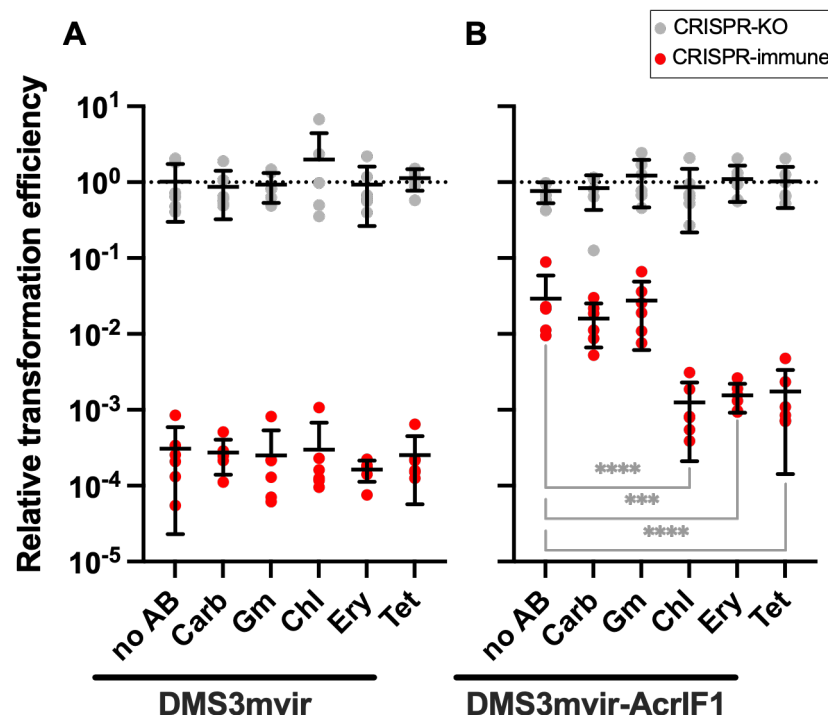 A
B
CRISPR-KO
CRISPR-immune
Relative transformation efficiency
10¹
10⁰
10⁻¹
10⁻²
10⁻³
10⁻⁴
10⁻⁵
****
***
****
no AB
Carb
Gm
Chl
Ery
Tet
no AB
Carb
Gm
Chl
Ery
Tet
DMS3mvir
DMS3mvir-AcrIF1